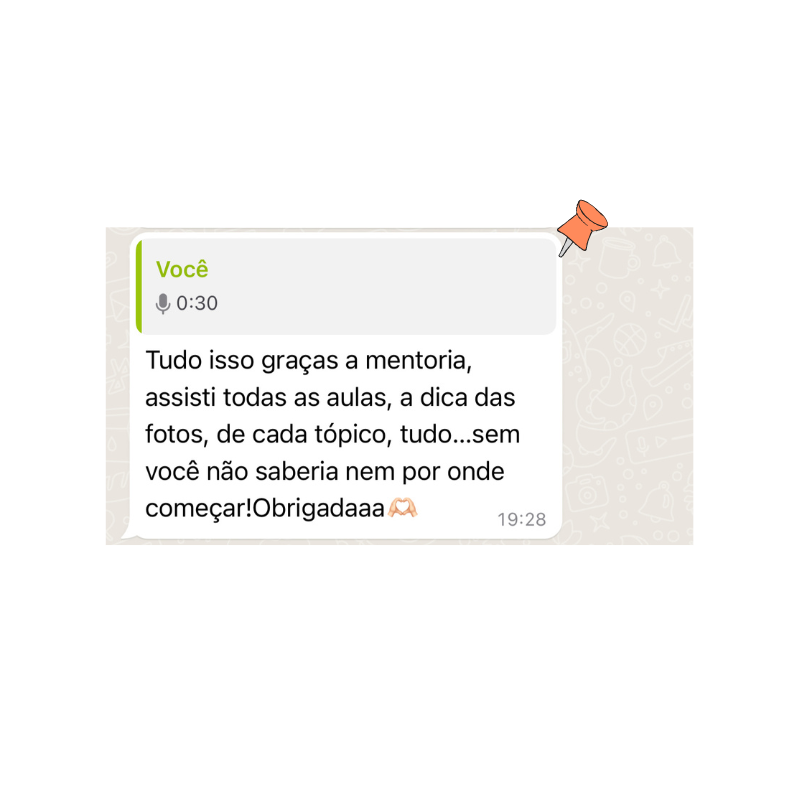 Você
0:30
Tudo isso graças a mentoria,
assisti todas as aulas, a dica das
fotos, de cada tópico, tudo...sem
você não saberia nem por onde
começar!Obrigadaaa🫶🏻
19:28